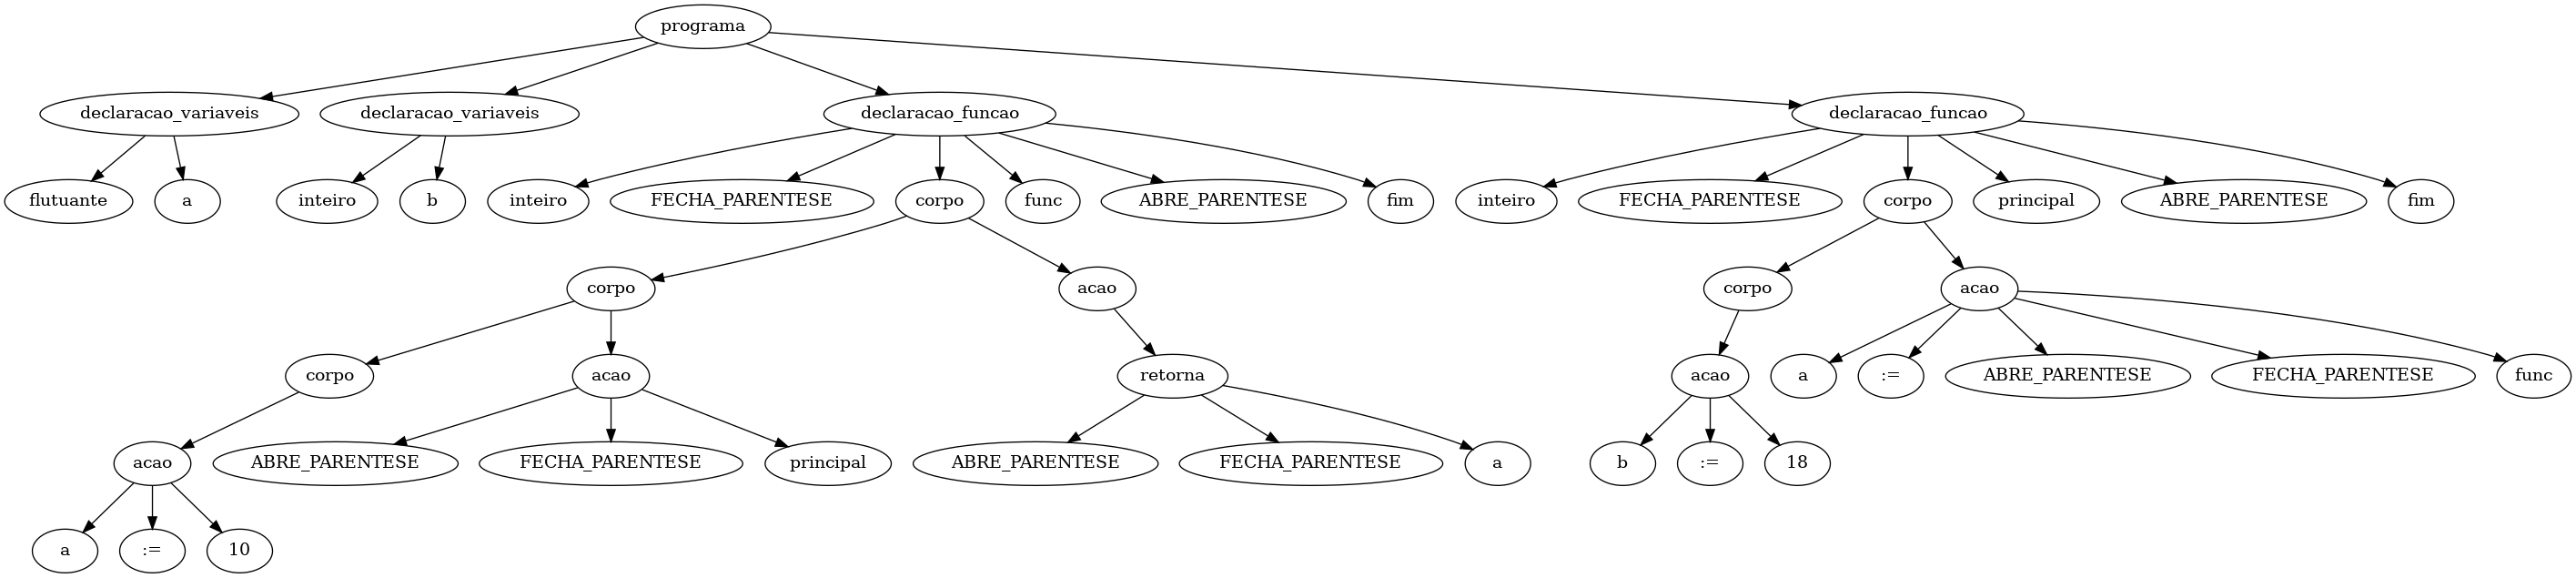 programa
declaracao_variaveis declaracao_variaveis declaracao_funcao declaracao_funcao
flutuante a inteiro b inteiro FECHA_PARENTESE corpo func ABRE_PARENTESE fim inteiro FECHA_PARENTESE corpo principal ABRE_PARENTESE fim
corpo acao corpo acao
corpo acao retorna acao a := ABRE_PARENTESE FECHA_PARENTESE func
acao ABRE_PARENTESE FECHA_PARENTESE principal ABRE_PARENTESE FECHA_PARENTESE a b := 18
a := 10